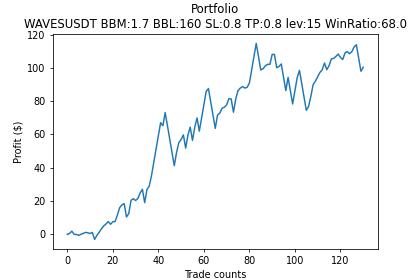 Portfolio
WAVESUSDT BBM:1.7 BBL:160 SL:0.8 TP:0.8 lev:15 WinRatio:68.0
120
100
80
60
40
20
0
Profit ($)
0 20 40 60 80 100 120
Trade counts